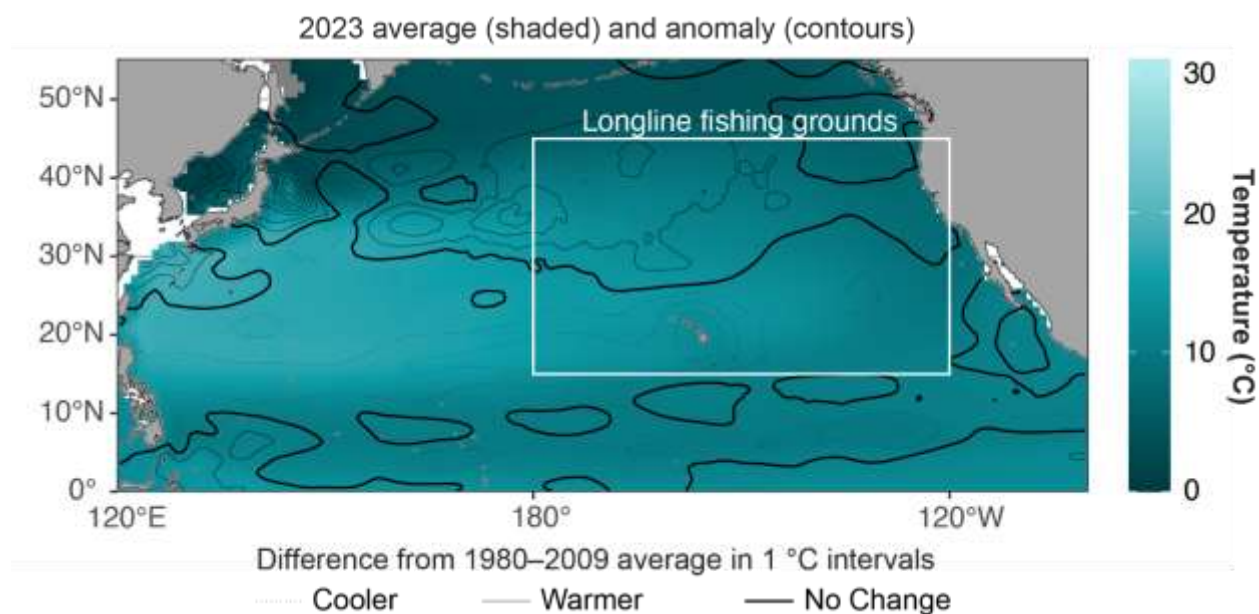 2023 average (shaded) and anomaly (contours)
50°N
40°N
30°N
20°N
10°N
0°
120°E
180°
120°W
Longline fishing grounds
30
20
10
0
Temperature (°C)
Difference from 1980–2009 average in 1 °C intervals
Cooler
Warmer
No Change